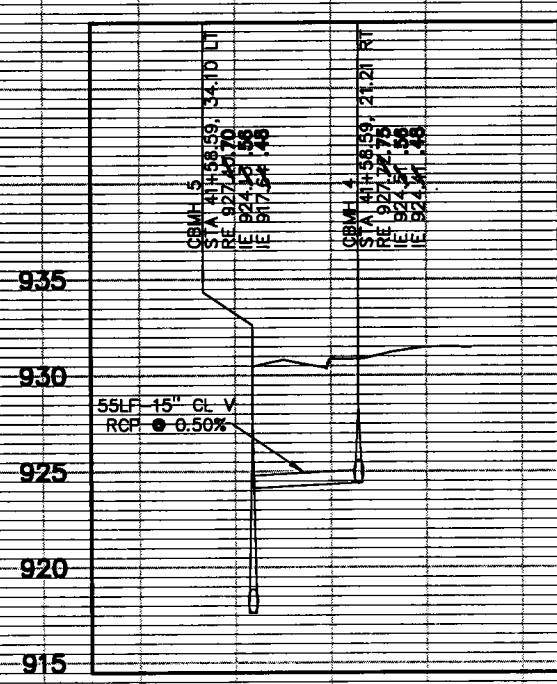 CBMH 5
STA 41+58.59, 34.10 LT
RE 927 .70
IE 924 .56
IE 917.64 .48
CBMH 4
STA 41+58.59, 21.21 RT
RE 927 .75
IE 924 .56
IE 924 .48
935
930
55LF 15" CL V
RCP @ 0.50%
925
920
915